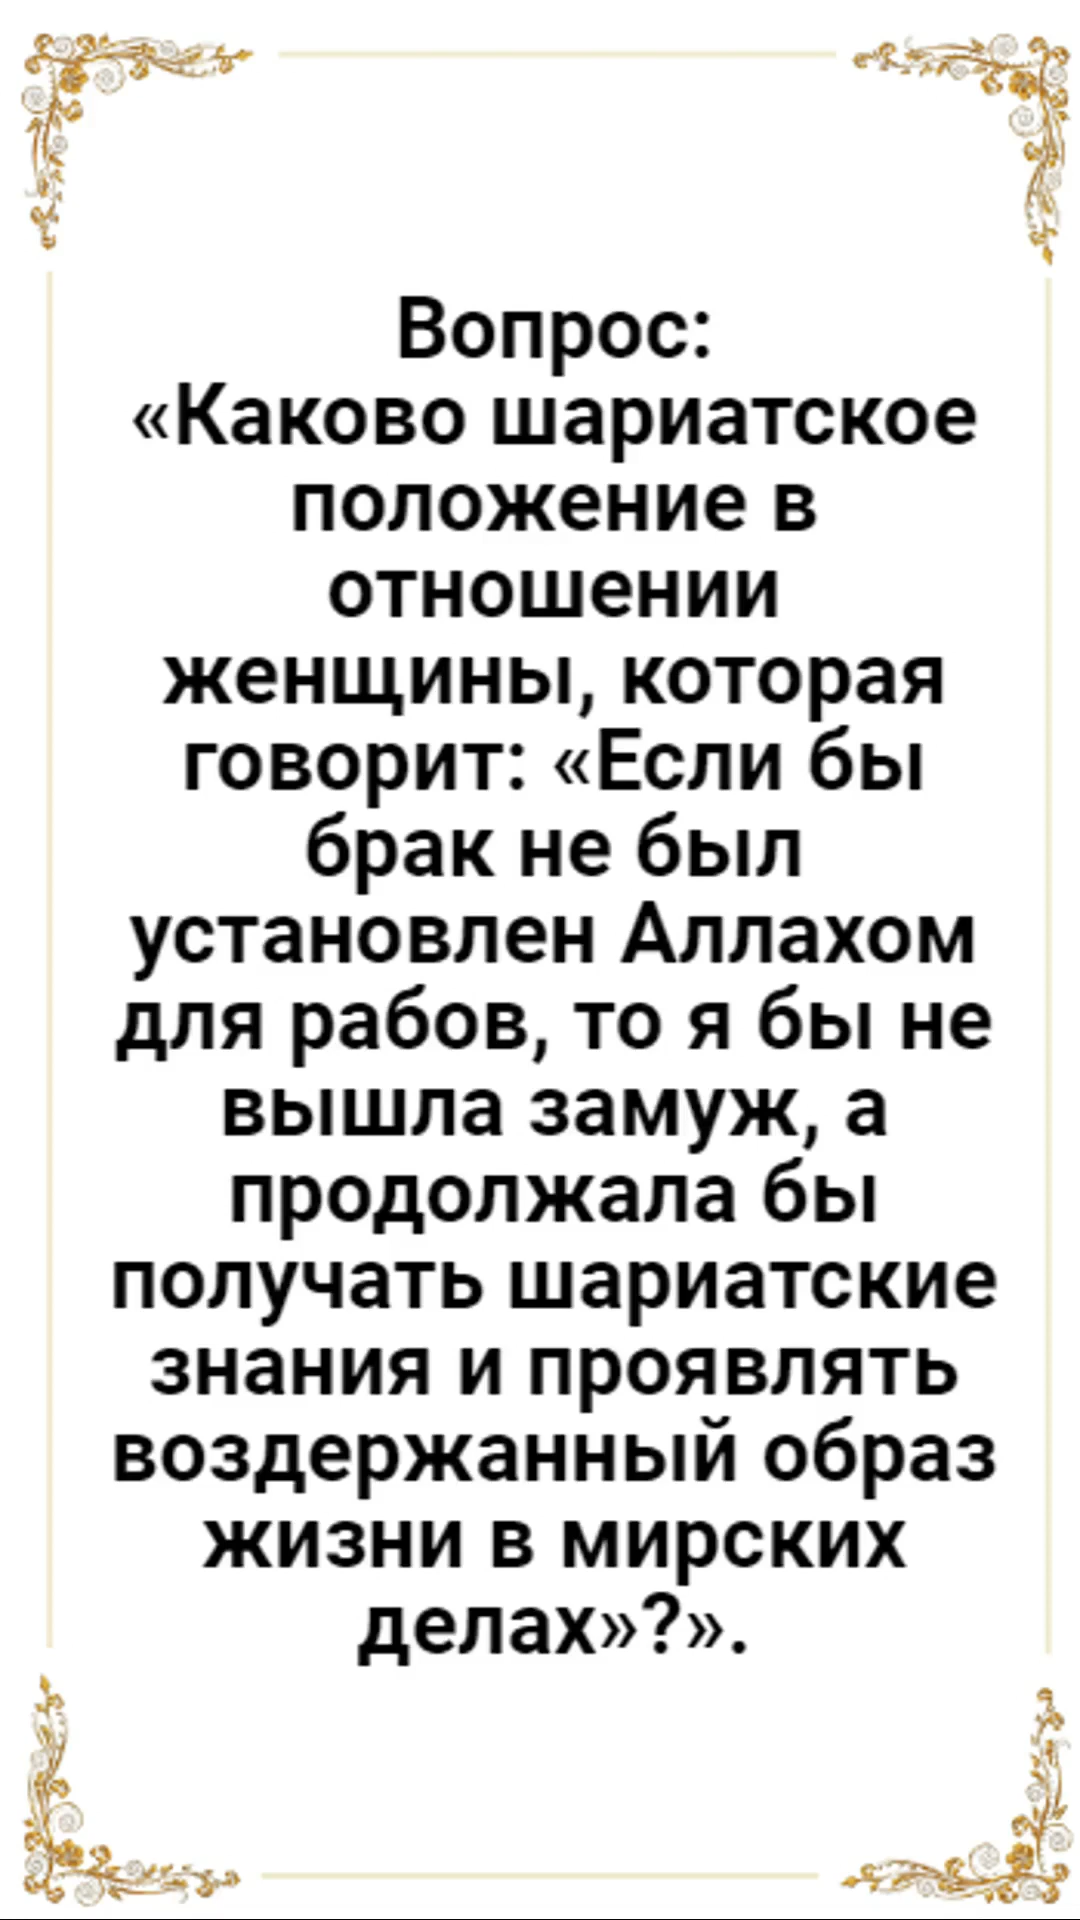 Вопрос:
«Каково шариатское
положение в
отношении
женщины, которая
говорит: «Если бы
брак не был
установлен Аллахом
для рабов, то я бы не
вышла замуж, а
продолжала бы
получать шариатские
знания и проявлять
воздержанный образ
жизни в мирских
делах»?».